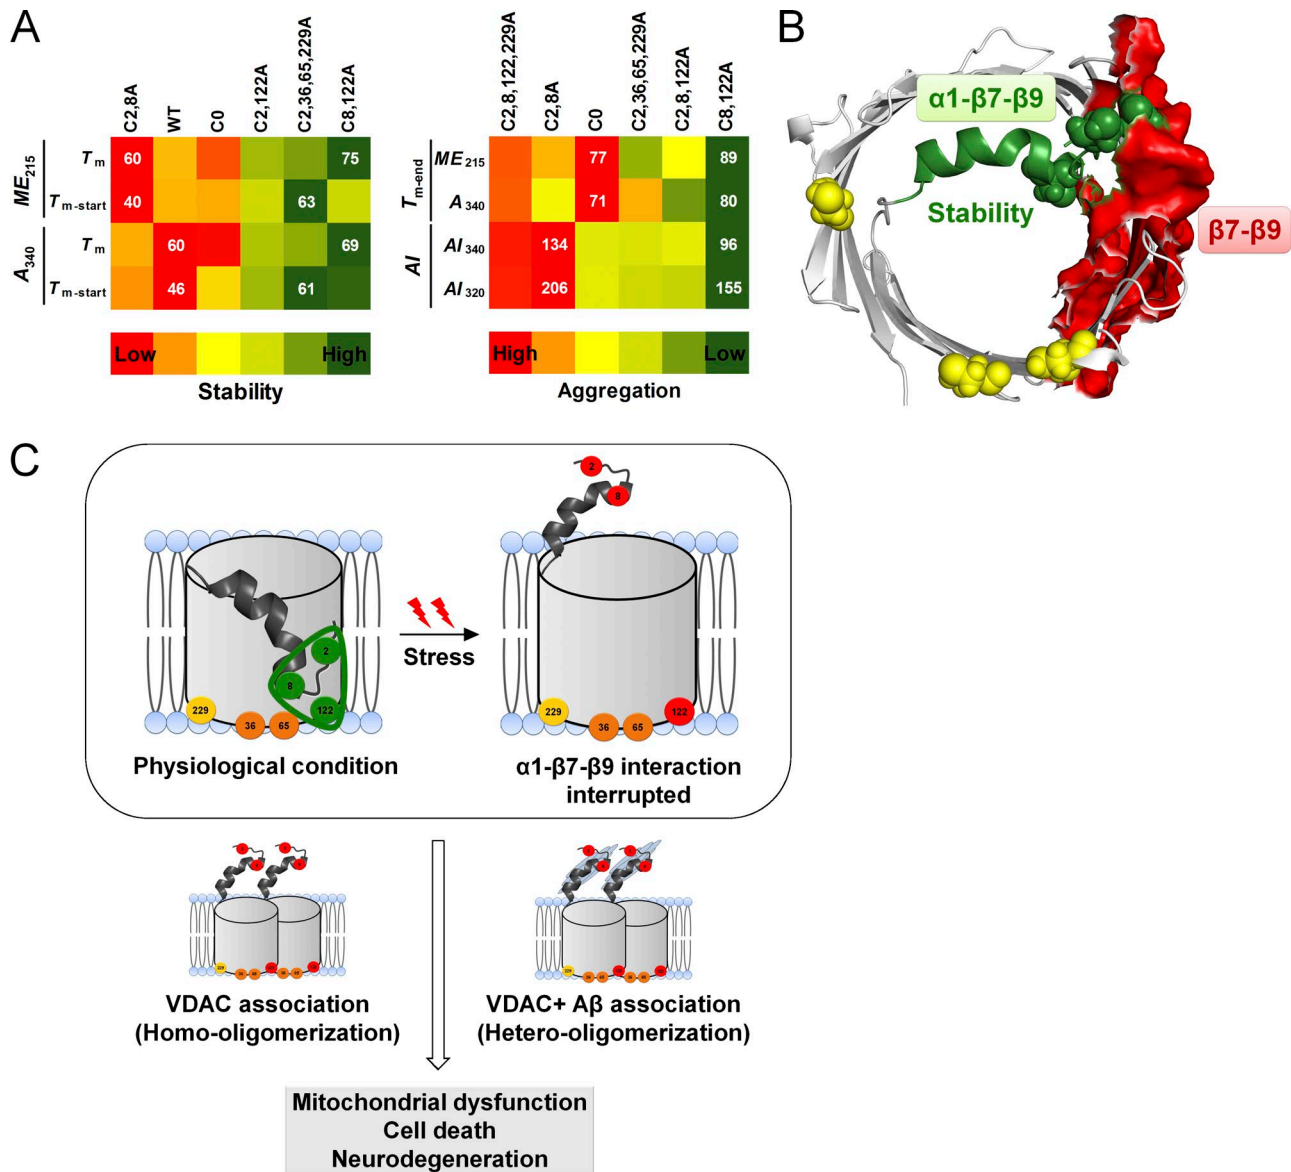 A
C2,8A
WT
C0
C2,122A
C2,36,65,229A
C8,122A
ME215
Tm
60
75
Tm-start
40
63
A340
Tm
60
69
Tm-start
46
61
Low
High
Stability
C2,8,122,229A
C2,8A
C0
C2,36,65,229A
C2,8,122A
C8,122A
Tm-end
ME215
77
89
A340
71
80
AI
AI340
134
96
AI320
206
155
High
Low
Aggregation
B
α1-β7-β9
Stability
β7-β9
C
2
8
122
229
36
65
Physiological condition
Stress
2
8
229
36
65
122
α1-β7-β9 interaction
interrupted
VDAC association
(Homo-oligomerization)
VDAC+ Aβ association
(Hetero-oligomerization)
Mitochondrial dysfunction
Cell death
Neurodegeneration